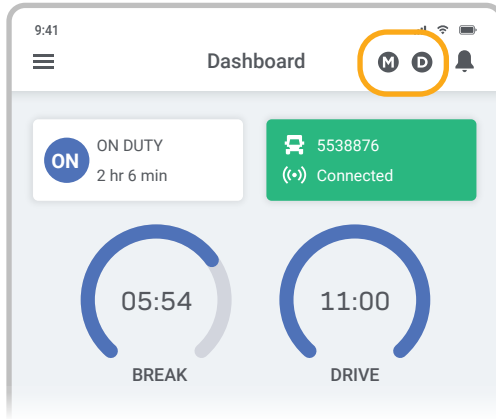 9:41
Dashboard M D
ON ON DUTY
2 hr 6 min
5538876
Connected
05:54
BREAK
11:00
DRIVE